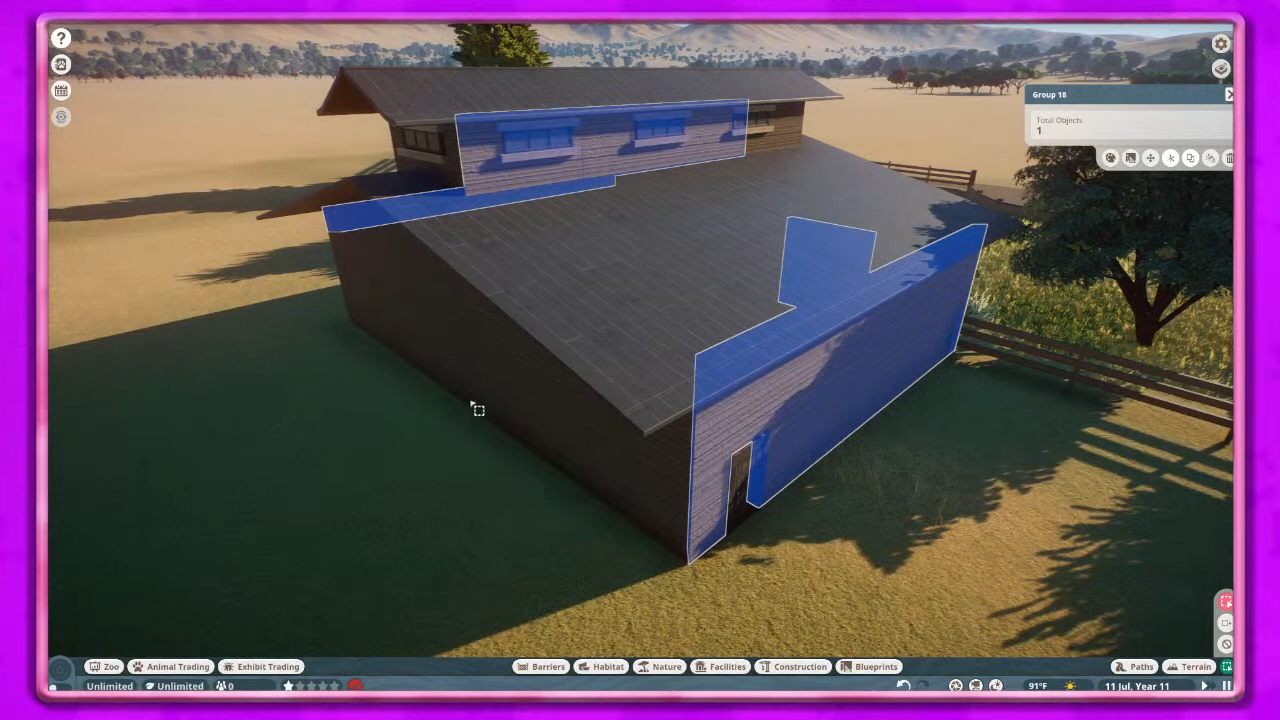 ?
Group 18
Total Objects
1
Zoo
Animal Trading
Exhibit Trading
Barriers
Habitat
Nature
Facilities
Construction
Blueprints
Paths
Terrain
Unlimited
Unlimited
0
91°F
11 Jul, Year 11